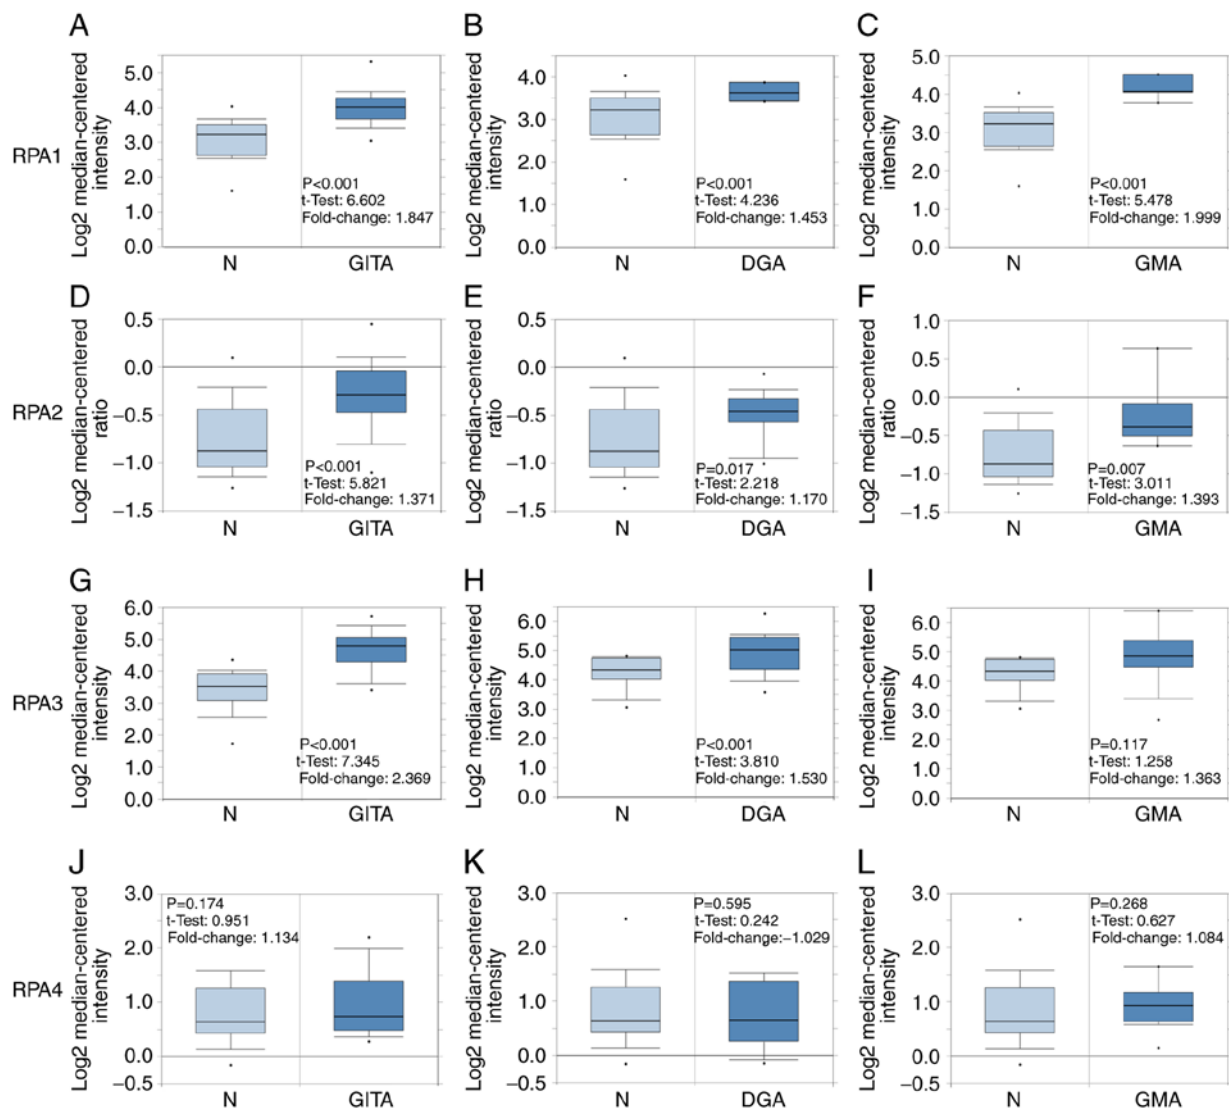 A
B
C
RPA1
Log2 median-centered
intensity
5.0
4.0
3.0
2.0
1.0
0.0
P<0.001
t-Test: 6.602
Fold-change: 1.847
N
GITA
Log2 median-centered
intensity
4.0
3.0
2.0
1.0
0.0
P<0.001
t-Test: 4.236
Fold-change: 1.453
N
DGA
Log2 median-centered
intensity
5.0
4.0
3.0
2.0
1.0
0.0
P<0.001
t-Test: 5.478
Fold-change: 1.999
N
GMA
D
E
F
RPA2
Log2 median-centered
ratio
0.5
0.0
−0.5
−1.0
−1.5
P<0.001
t-Test: 5.821
Fold-change: 1.371
N
GITA
Log2 median-centered
ratio
0.5
0.0
−0.5
−1.0
−1.5
P=0.017
t-Test: 2.218
Fold-change: 1.170
N
DGA
Log2 median-centered
ratio
1.0
0.5
0.0
−0.5
−1.0
−1.5
P=0.007
t-Test: 3.011
Fold-change: 1.393
N
GMA
G
H
I
RPA3
Log2 median-centered
intensity
6.0
5.0
4.0
3.0
2.0
1.0
0.0
P<0.001
t-Test: 7.345
Fold-change: 2.369
N
GITA
Log2 median-centered
intensity
6.0
5.0
4.0
3.0
2.0
1.0
0.0
P<0.001
t-Test: 3.810
Fold-change: 1.530
N
DGA
Log2 median-centered
intensity
6.0
5.0
4.0
3.0
2.0
1.0
0.0
P=0.117
t-Test: 1.258
Fold-change: 1.363
N
GMA
J
K
L
RPA4
Log2 median-centered
intensity
3.0
2.0
1.0
0.0
−0.5
P=0.174
t-Test: 0.951
Fold-change: 1.134
N
GITA
Log2 median-centered
intensity
3.0
2.0
1.0
0.0
−0.5
P=0.595
t-Test: 0.242
Fold-change:−1.029
N
DGA
Log2 median-centered
intensity
3.0
2.0
1.0
0.0
−0.5
P=0.268
t-Test: 0.627
Fold-change: 1.084
N
GMA